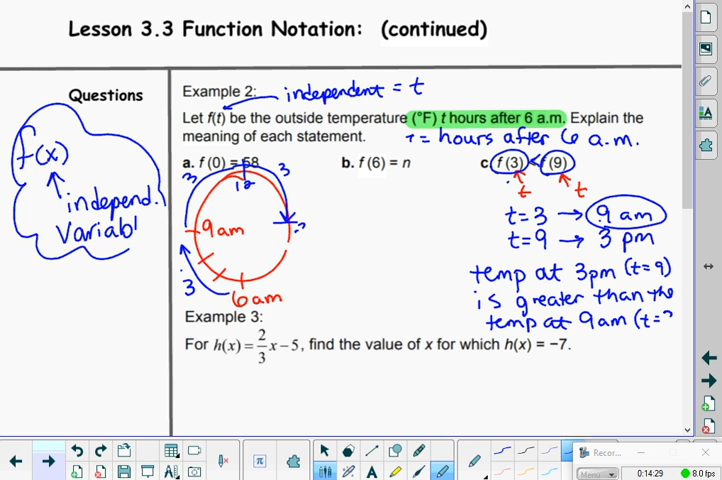 Lesson 3.3 Function Notation: (continued)
Questions
f(x)
independ.
Variabl
Example 2:
independent = t
Let f(t) be the outside temperature (°F) t hours after 6 a.m. Explain the
meaning of each statement.
t = hours after 6 a.m.
a. f (0) = 68
b. f (6) = n
c. f (3) < f (9)
t
t
3
12
3
9am
3
6am
t=3 → 9 am
t=9 → 3 pm
temp at 3pm (t=9)
is greater than the
temp at 9am (t=
Example 3:
For h(x) = 2/3 x − 5, find the value of x for which h(x) = −7.
Recor...
Menu
0:14:29
8.0 fps